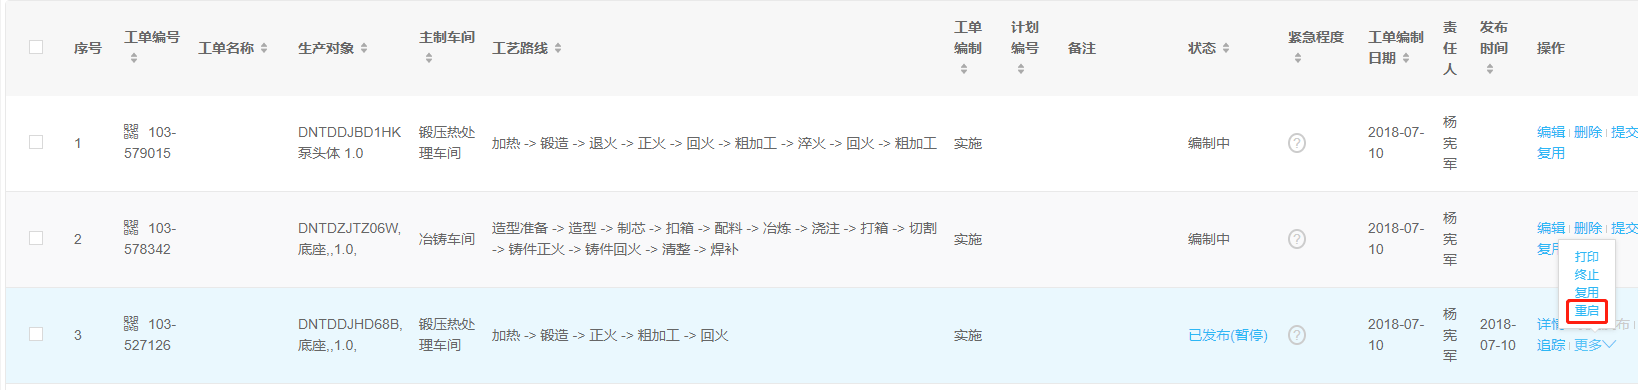 序号 工单编号 工单名称 生产对象 主制车间 工艺路线 工单编制 计划编号 备注 状态 紧急程度 工单编制日期 责任人 发布时间 操作
1 103-579015 DNTDDJBD1HK泵头体 1.0 锻压热处理车间 加热 -> 锻造 -> 退火 -> 正火 -> 回火 -> 粗加工 -> 淬火 -> 回火 -> 粗加工 实施 编制中 ? 2018-07-10 杨宪军 编辑 | 删除 | 提交
复用
2 103-578342 DNTDZJTZ06W,底座,,1.0, 冶铸车间 造型准备 -> 造型 -> 制芯 -> 扣箱 -> 配料 -> 冶炼 -> 浇注 -> 打箱 -> 切割 -> 铸件正火 -> 铸件回火 -> 清整 -> 焊补 实施 编制中 ? 2018-07-10 杨宪军 编辑 | 删除 | 提交
打印
终止
复用
重启
3 103-527126 DNTDDJHD68B,底座,,1.0, 锻压热处理车间 加热 -> 锻造 -> 正火 -> 粗加工 -> 回火 实施 已发布(暂停) ? 2018-07-10 杨宪军 2018-07-10
追踪 | 更多